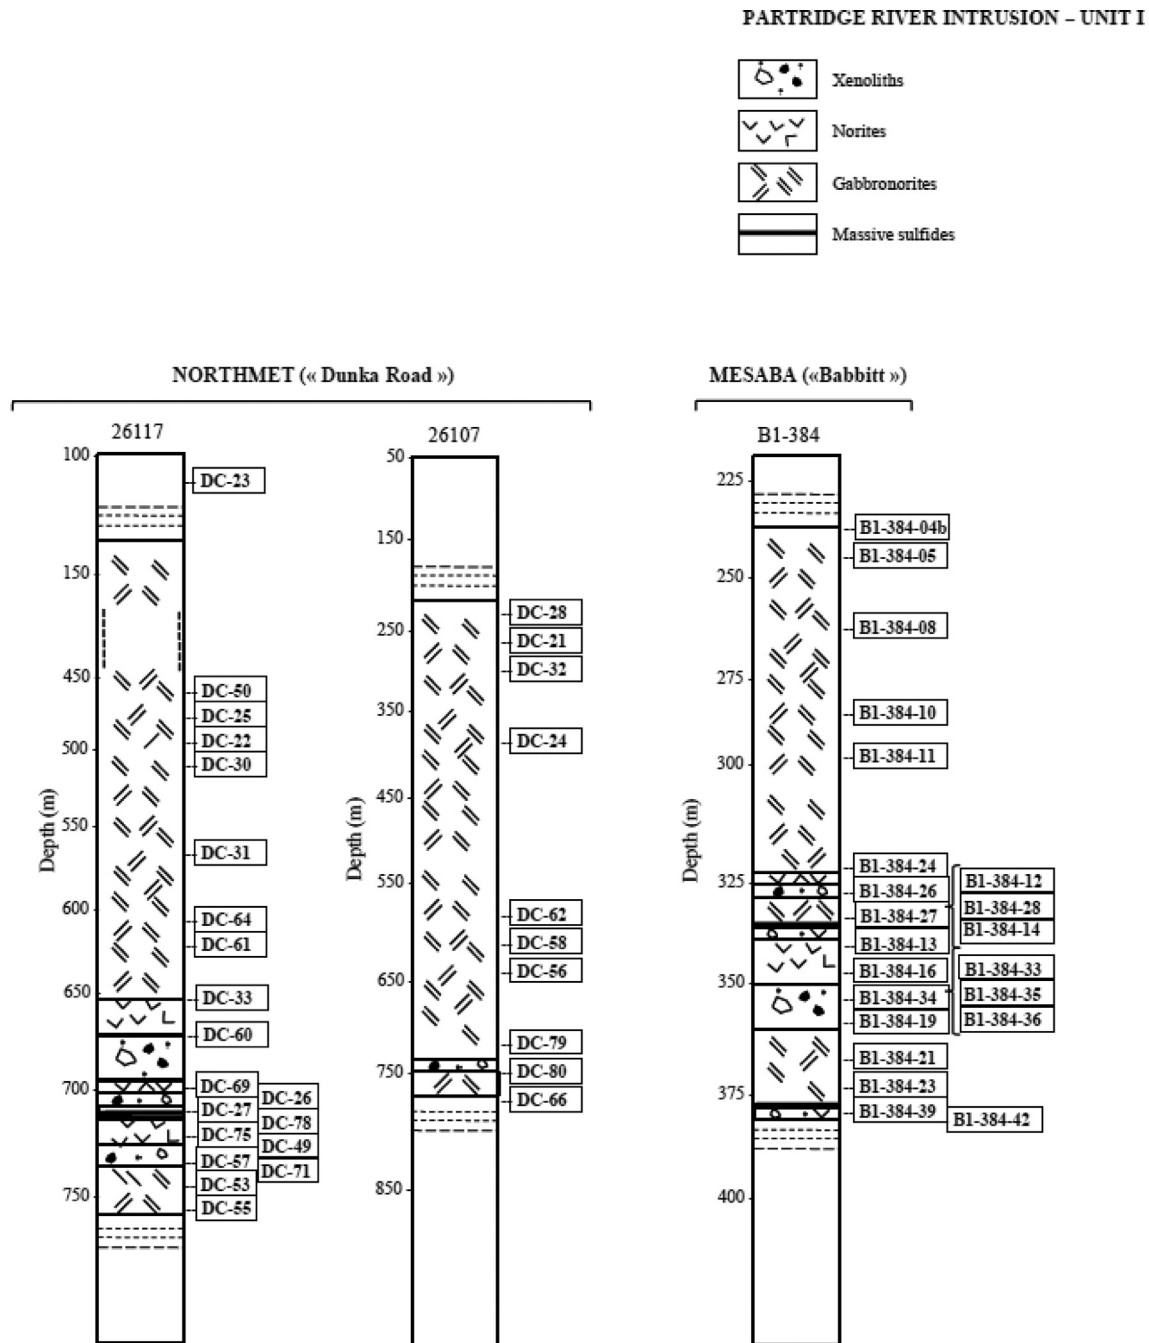 PARTRIDGE RIVER INTRUSION – UNIT I
Xenoliths
Norites
Gabbronorites
Massive sulfides
NORTHMET (« Dunka Road »)
26117
Depth (m)
100
150
450
500
550
600
650
700
750
DC-23
DC-50
DC-25
DC-22
DC-30
DC-31
DC-64
DC-61
DC-33
DC-60
DC-69
DC-26
DC-27
DC-78
DC-75
DC-49
DC-57
DC-71
DC-53
DC-55
26107
Depth (m)
50
150
250
350
450
550
650
750
850
DC-28
DC-21
DC-32
DC-24
DC-62
DC-58
DC-56
DC-79
DC-80
DC-66
MESABA («Babbitt »)
B1-384
Depth (m)
225
250
275
300
325
350
375
400
B1-384-04b
B1-384-05
B1-384-08
B1-384-10
B1-384-11
B1-384-24
B1-384-26
B1-384-27
B1-384-13
B1-384-16
B1-384-34
B1-384-19
B1-384-21
B1-384-23
B1-384-39
B1-384-12
B1-384-28
B1-384-14
B1-384-33
B1-384-35
B1-384-36
B1-384-42